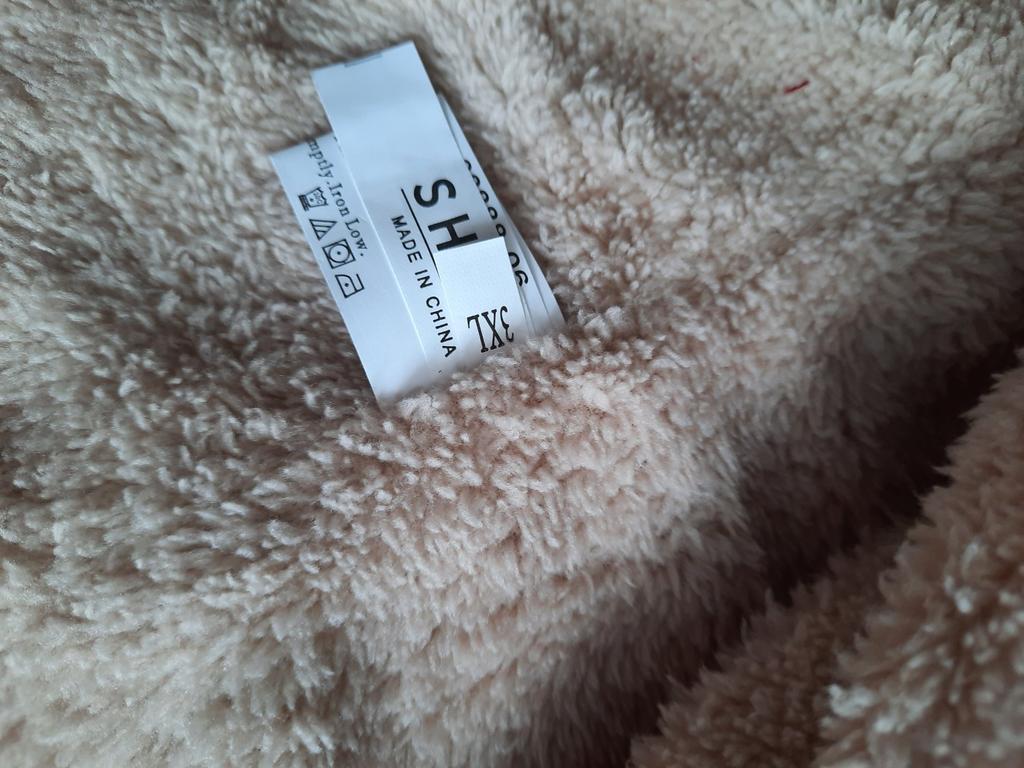 Iron Low.
SH
MADE IN CHINA
3XL